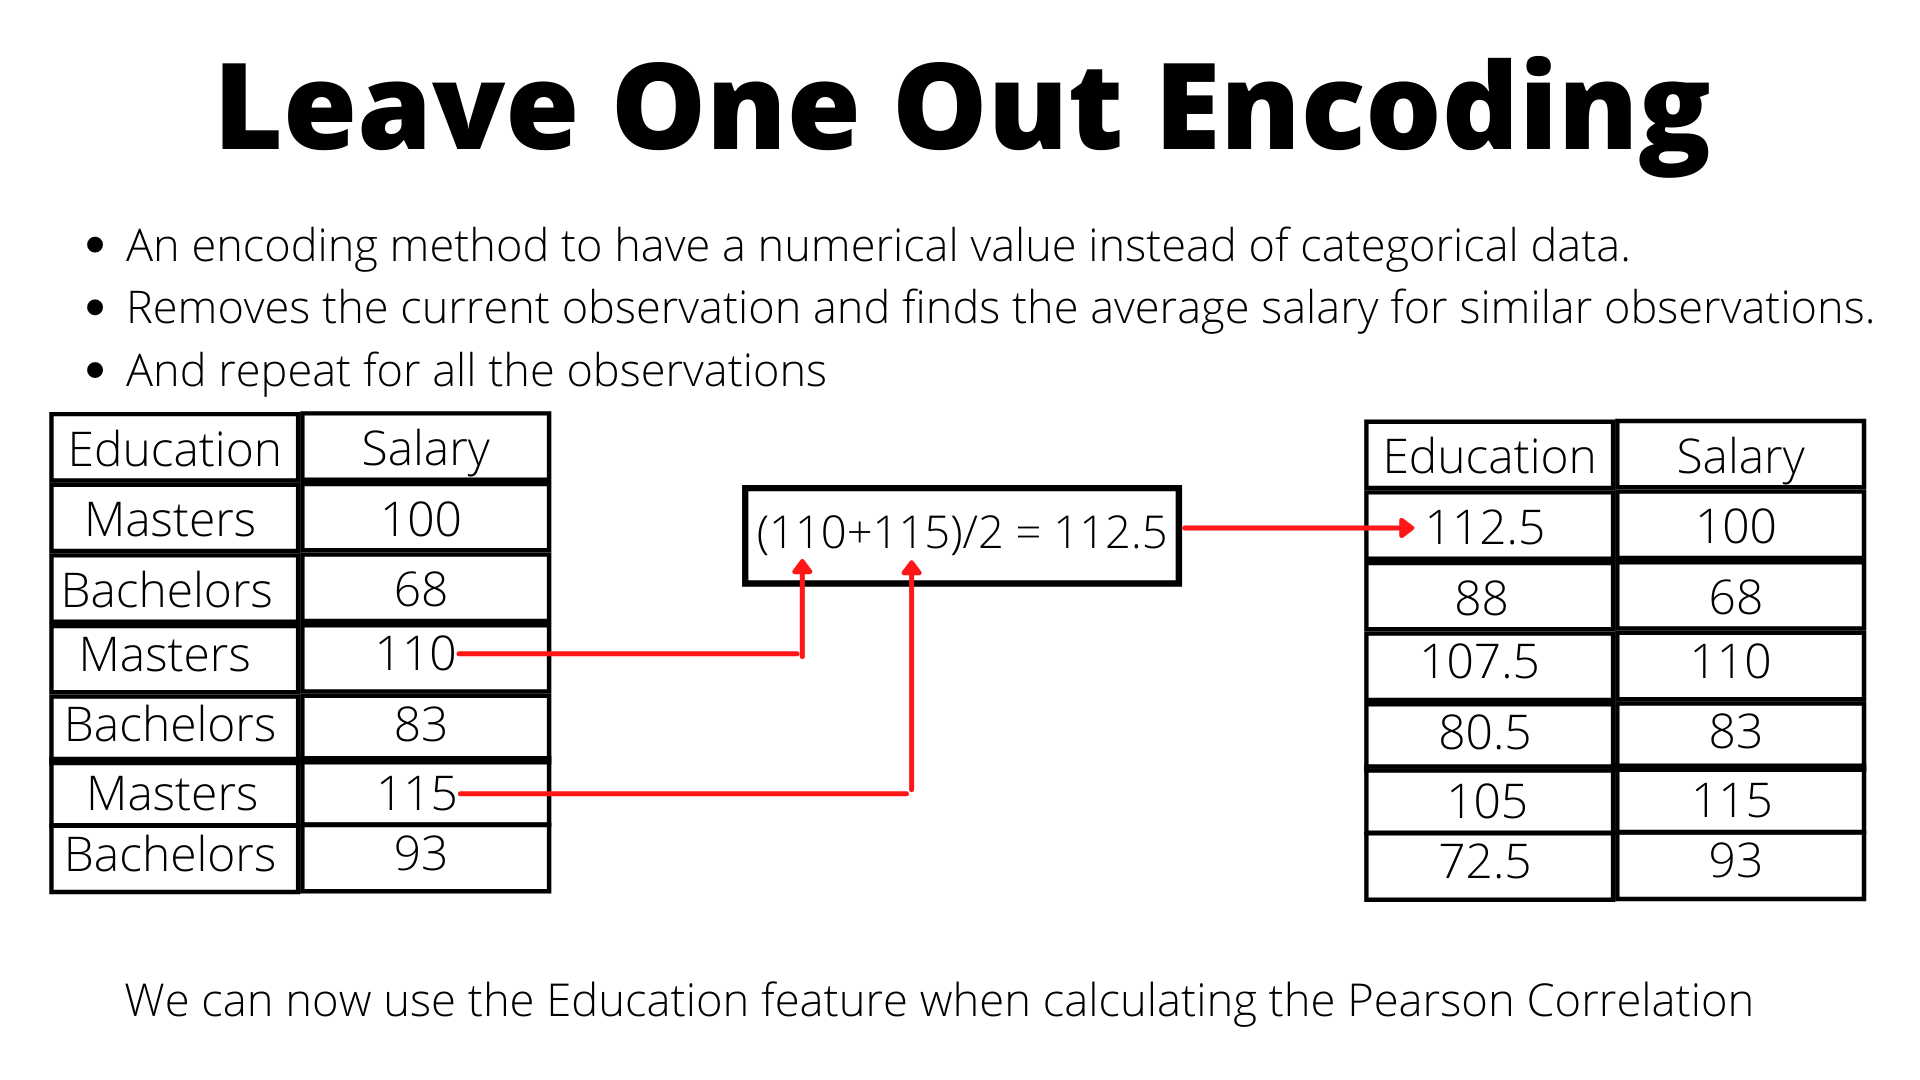 Leave One Out Encoding
• An encoding method to have a numerical value instead of categorical data.
• Removes the current observation and finds the average salary for similar observations.
• And repeat for all the observations
Education Salary
Masters 100
Bachelors 68
Masters 110
Bachelors 83
Masters 115
Bachelors 93
(110+115)/2 = 112.5
Education Salary
112.5 100
88 68
107.5 110
80.5 83
105 115
72.5 93
We can now use the Education feature when calculating the Pearson Correlation